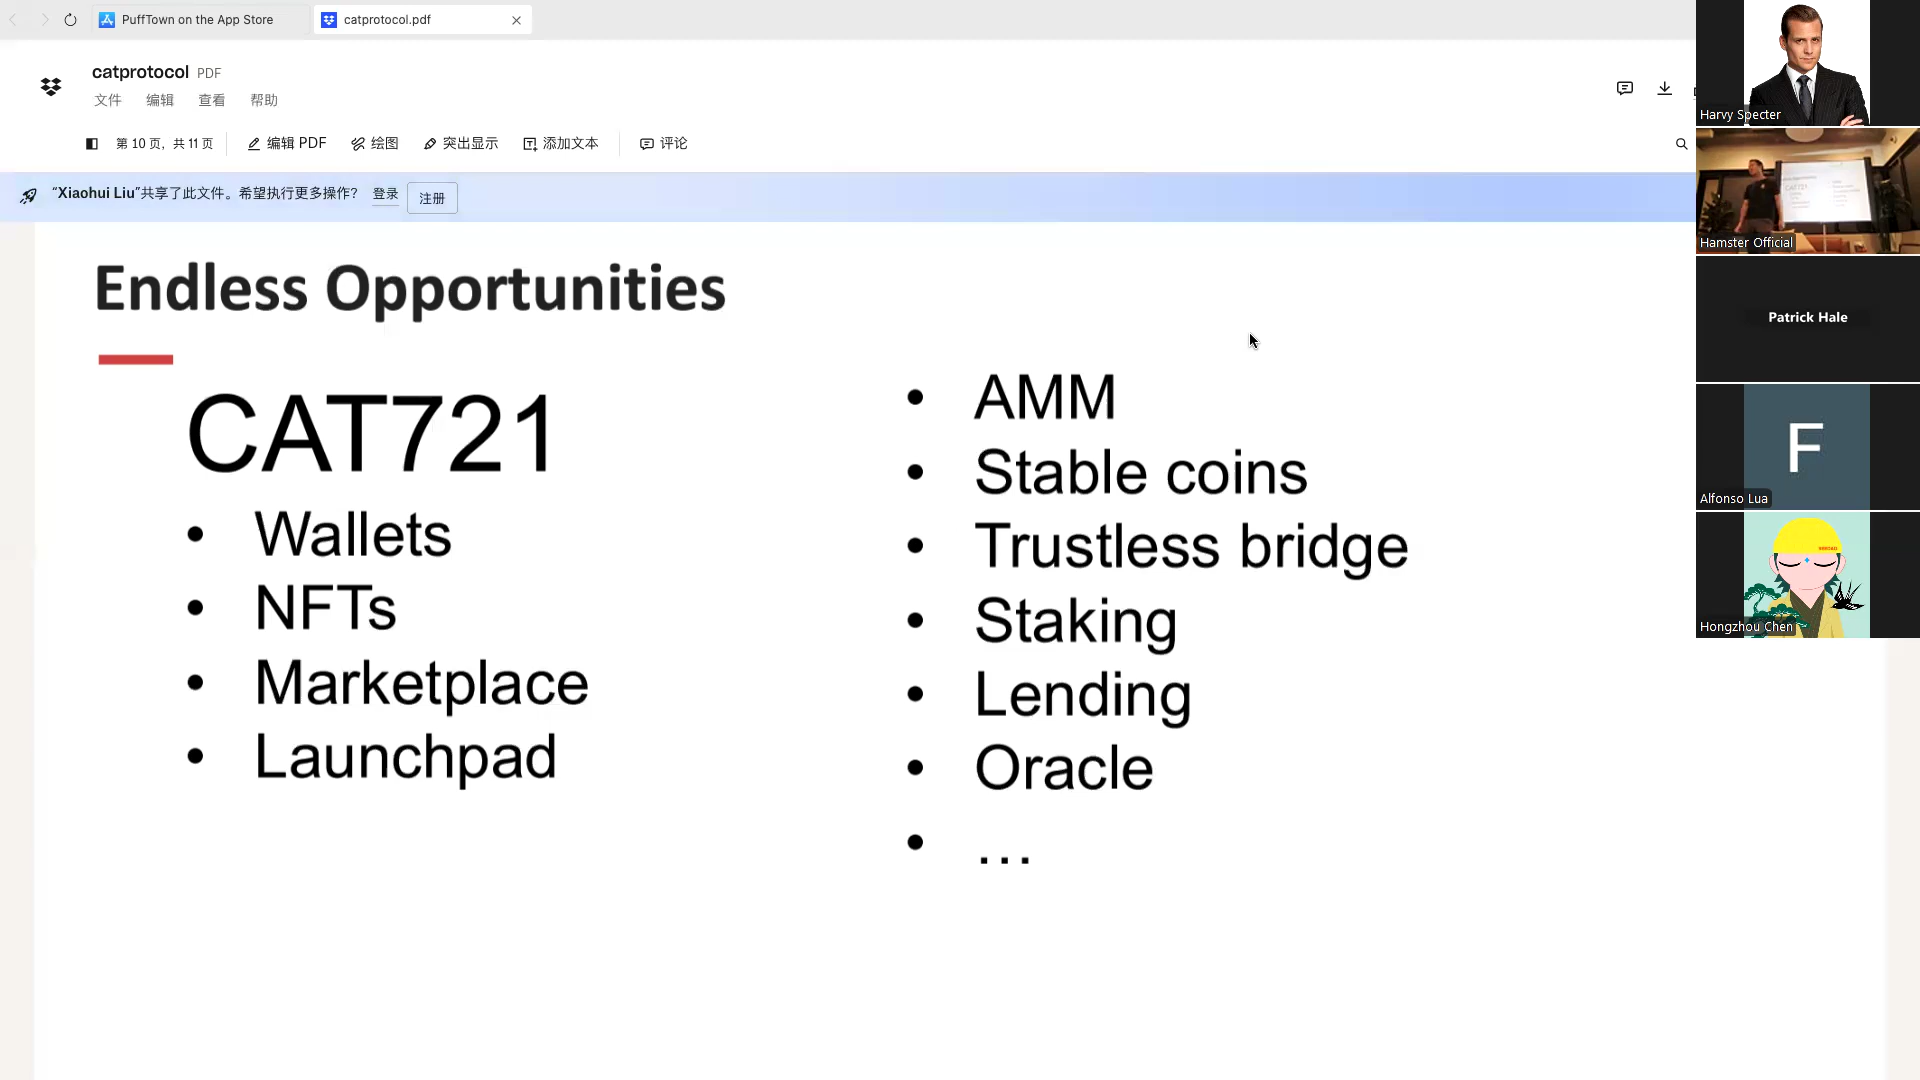 PuffTown on the App Store
catprotocol.pdf
catprotocol PDF
文件 编辑 查看 帮助
第 10 页，共 11 页
编辑 PDF
绘图
突出显示
添加文本
评论
“Xiaohui Liu”共享了此文件。希望执行更多操作？ 登录 注册
Endless Opportunities
CAT721
• Wallets
• NFTs
• Marketplace
• Launchpad
• AMM
• Stable coins
• Trustless bridge
• Staking
• Lending
• Oracle
• …
Harvy Specter
CAT721
Hamster Official
Patrick Hale
F
Alfonso Lua
Hongzhou Chen